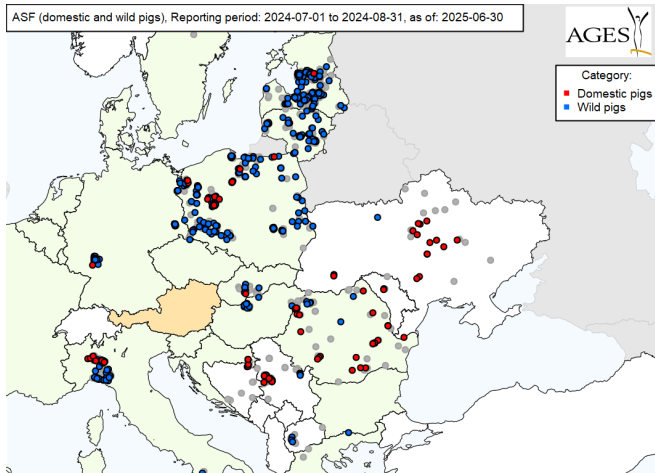 ASF (domestic and wild pigs), Reporting period: 2024-07-01 to 2024-08-31, as of: 2025-06-30
AGES
Category:
Domestic pigs
Wild pigs